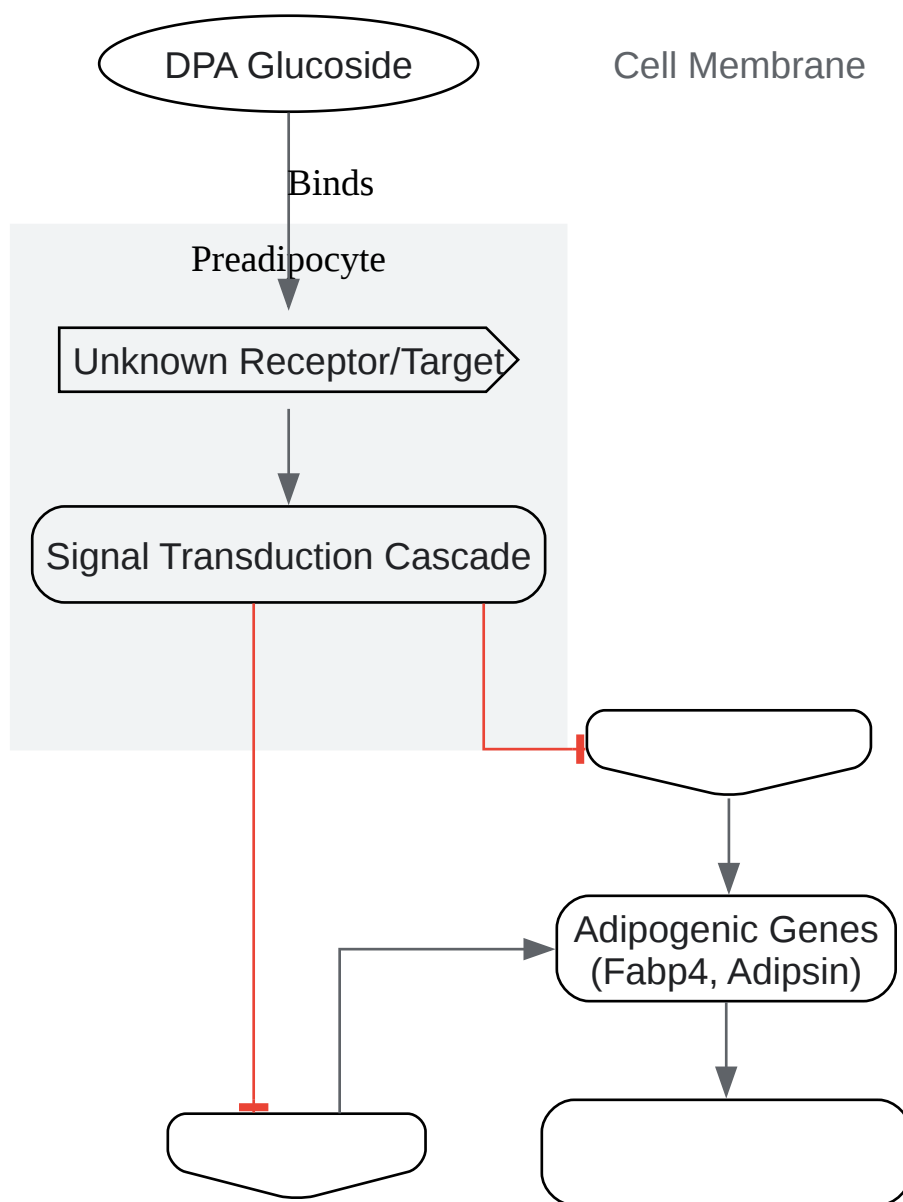 DPA Glucoside
Cell Membrane
Binds
Preadipocyte
Unknown Receptor/Target
Signal Transduction Cascade
Adipogenic Genes
(Fabp4, Adipsin)